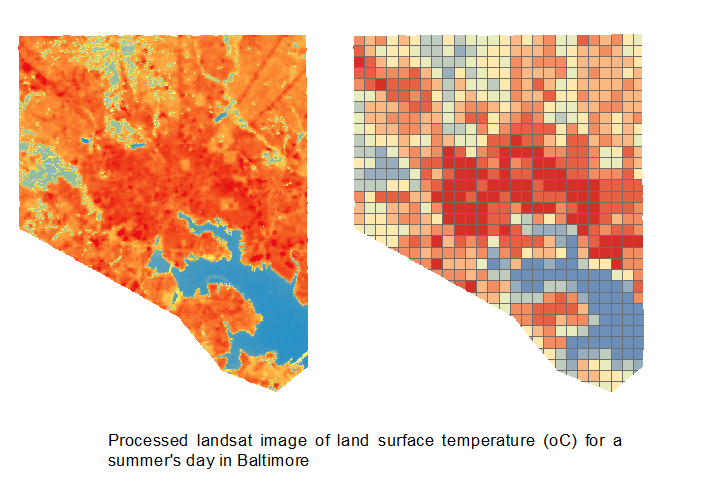 Processed landsat image of land surface temperature (oC) for a
summer's day in Baltimore